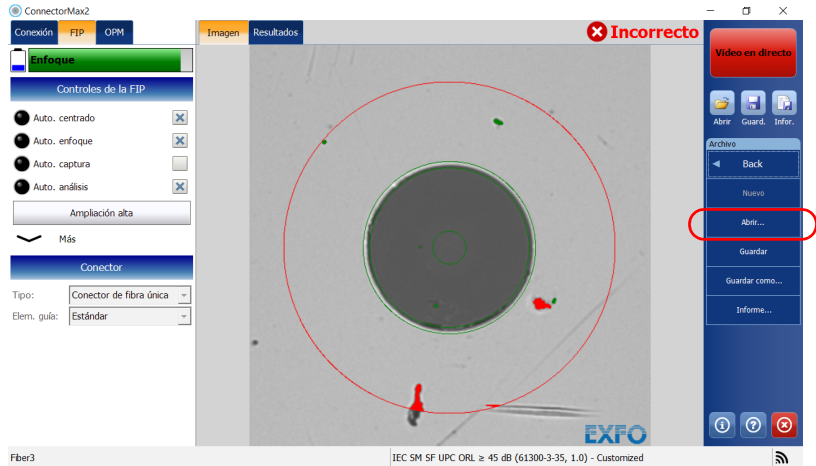 ConnectorMax2
Conexión FIP OPM
Enfoque
Controles de la FIP
Auto. centrado
Auto. enfoque
Auto. captura
Auto. análisis
Ampliación alta
Más
Conector
Tipo: Conector de fibra única
Elem. guía: Estándar
Imagen Resultados
Incorrecto
EXFO
Vídeo en directo
Abrir Guard. Infor.
Archivo
Back
Nuevo
Abrir...
Guardar
Guardar como...
Informe...
Fiber3
IEC SM SF UPC ORL ≥ 45 dB (61300-3-35, 1.0) - Customized